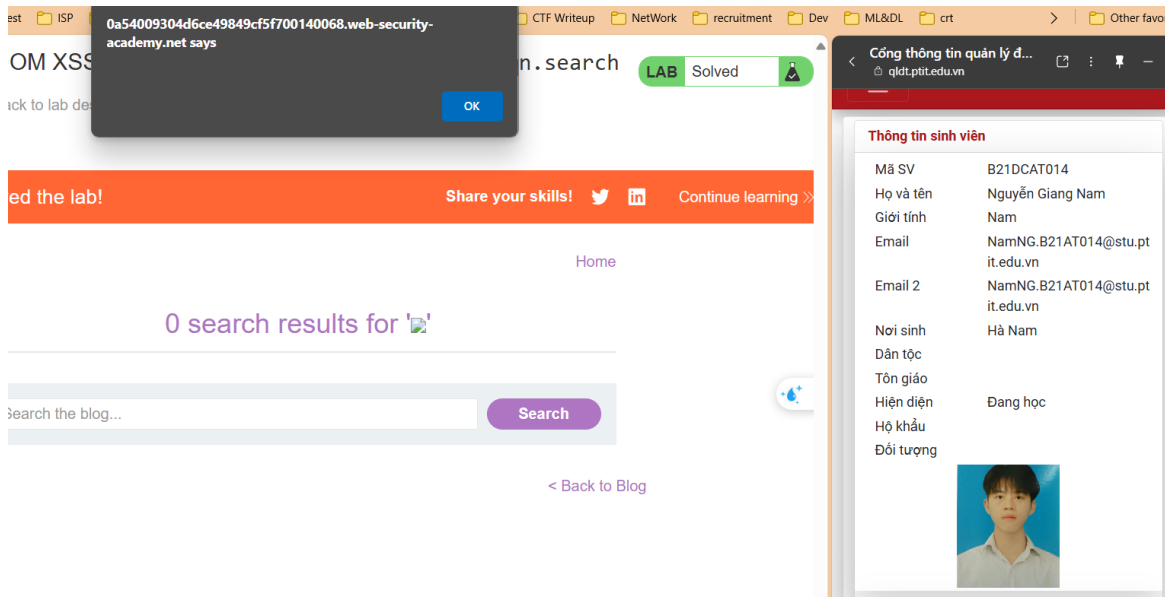 est ISP CTF Writeup NetWork recruitment Dev ML&DL crt Other favor
0a54009304d6ce49849cf5f700140068.web-security-
academy.net says
OK
OM XSS n.search
LAB Solved
ack to lab des
ed the lab! Share your skills! Continue learning
Home
0 search results for ' '
Search the blog... Search
< Back to Blog
Cổng thông tin quản lý đ...
qldt.ptit.edu.vn
Thông tin sinh viên
Mã SV B21DCAT014
Họ và tên Nguyễn Giang Nam
Giới tính Nam
Email NamNG.B21AT014@stu.pt
it.edu.vn
Email 2 NamNG.B21AT014@stu.pt
it.edu.vn
Nơi sinh Hà Nam
Dân tộc
Tôn giáo
Hiện diện Đang học
Hộ khẩu
Đối tượng